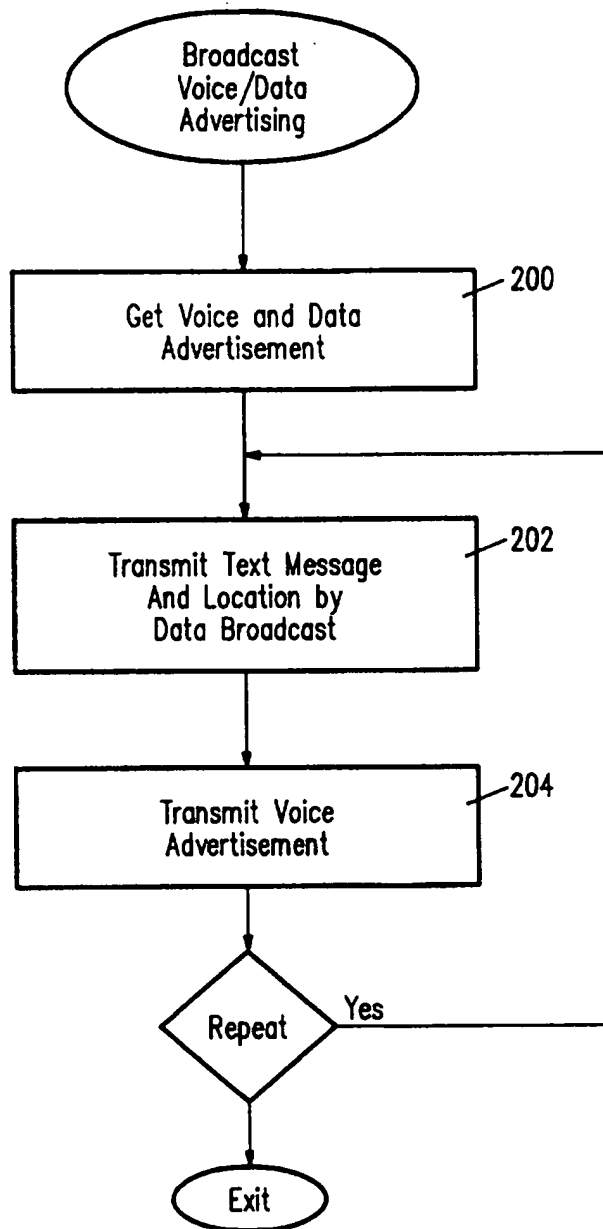 Broadcast
Voice/Data
Advertising
200
Get Voice and Data
Advertisement
202
Transmit Text Message
And Location by
Data Broadcast
204
Transmit Voice
Advertisement
Repeat
Yes
Exit